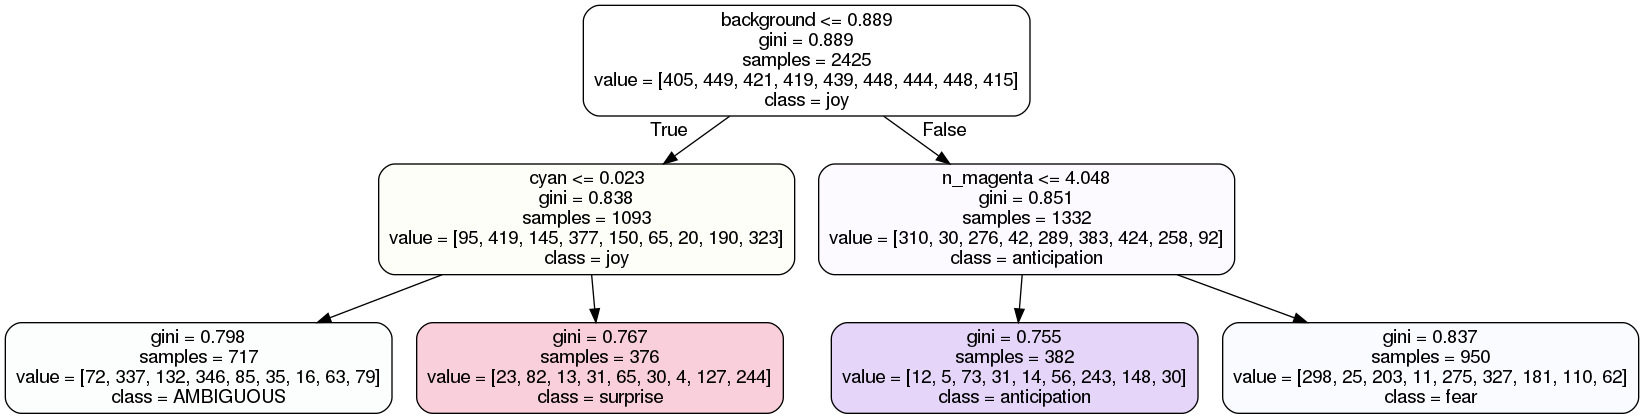 background <= 0.889
gini = 0.889
samples = 2425
value = [405, 449, 421, 419, 439, 448, 444, 448, 415]
class = joy
True
False
cyan <= 0.023
gini = 0.838
samples = 1093
value = [95, 419, 145, 377, 150, 65, 20, 190, 323]
class = joy
n_magenta <= 4.048
gini = 0.851
samples = 1332
value = [310, 30, 276, 42, 289, 383, 424, 258, 92]
class = anticipation
gini = 0.798
samples = 717
value = [72, 337, 132, 346, 85, 35, 16, 63, 79]
class = AMBIGUOUS
gini = 0.767
samples = 376
value = [23, 82, 13, 31, 65, 30, 4, 127, 244]
class = surprise
gini = 0.755
samples = 382
value = [12, 5, 73, 31, 14, 56, 243, 148, 30]
class = anticipation
gini = 0.837
samples = 950
value = [298, 25, 203, 11, 275, 327, 181, 110, 62]
class = fear